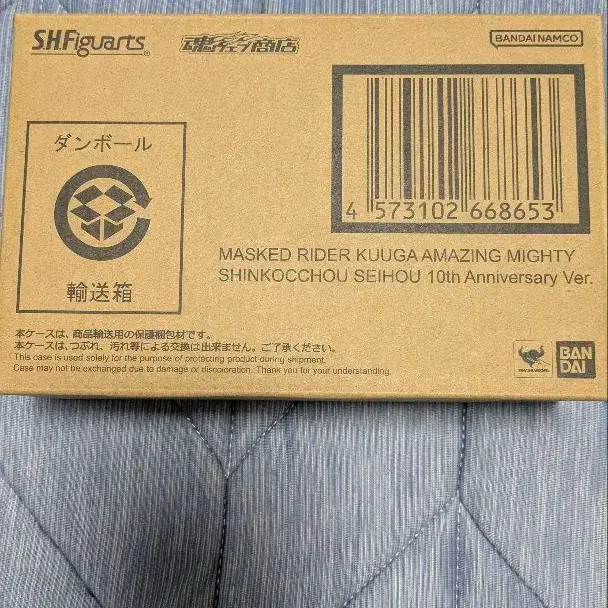 S.H.Figuarts®
魂ウェブ商店
BANDAI NAMCO
ダンボール
輸送箱
4 573102 668653
MASKED RIDER KUUGA AMAZING MIGHTY
SHINKOCCHOU SEIHOU 10th Anniversary Ver.
本ケースは、商品輸送用の保護梱包材です。
本ケースは、つぶれ、汚れ等による交換は出来ません。ご了承ください。
This case is used solely for the purpose of protecting product during shipment.
Case may not be exchanged due to damage or discoloration. Thank you for your understanding.
BAN
DAI